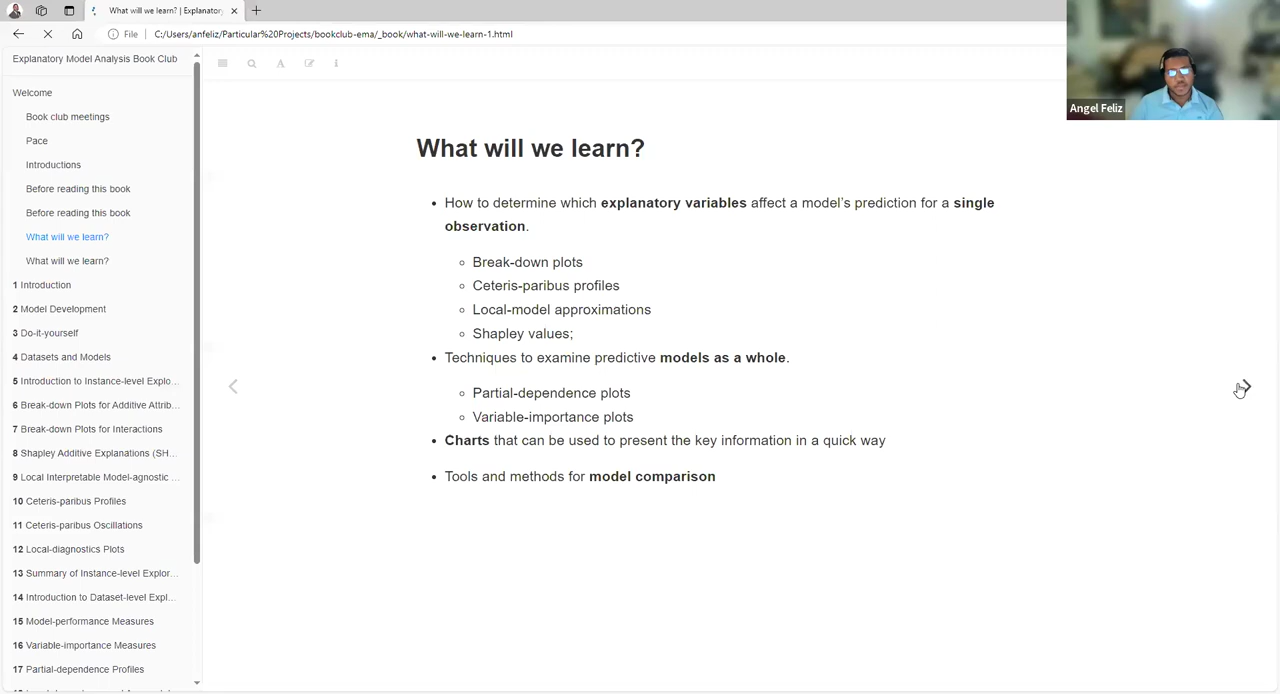 What will we learn? | Explanatory
File
C:/Users/anfeliz/Particular%20Projects/bookclub-ema/_book/what-will-we-learn-1.html
Angel Feliz
Explanatory Model Analysis Book Club
Welcome
Book club meetings
Pace
Introductions
Before reading this book
Before reading this book
What will we learn?
What will we learn?
1 Introduction
2 Model Development
3 Do-it-yourself
4 Datasets and Models
5 Introduction to Instance-level Explo...
6 Break-down Plots for Additive Attrib...
7 Break-down Plots for Interactions
8 Shapley Additive Explanations (SH...
9 Local Interpretable Model-agnostic ...
10 Ceteris-paribus Profiles
11 Ceteris-paribus Oscillations
12 Local-diagnostics Plots
13 Summary of Instance-level Explor...
14 Introduction to Dataset-level Expl...
15 Model-performance Measures
16 Variable-importance Measures
17 Partial-dependence Profiles
What will we learn?
• How to determine which explanatory variables affect a model's prediction for a single
observation.
◦ Break-down plots
◦ Ceteris-paribus profiles
◦ Local-model approximations
◦ Shapley values;
• Techniques to examine predictive models as a whole.
◦ Partial-dependence plots
◦ Variable-importance plots
• Charts that can be used to present the key information in a quick way
• Tools and methods for model comparison